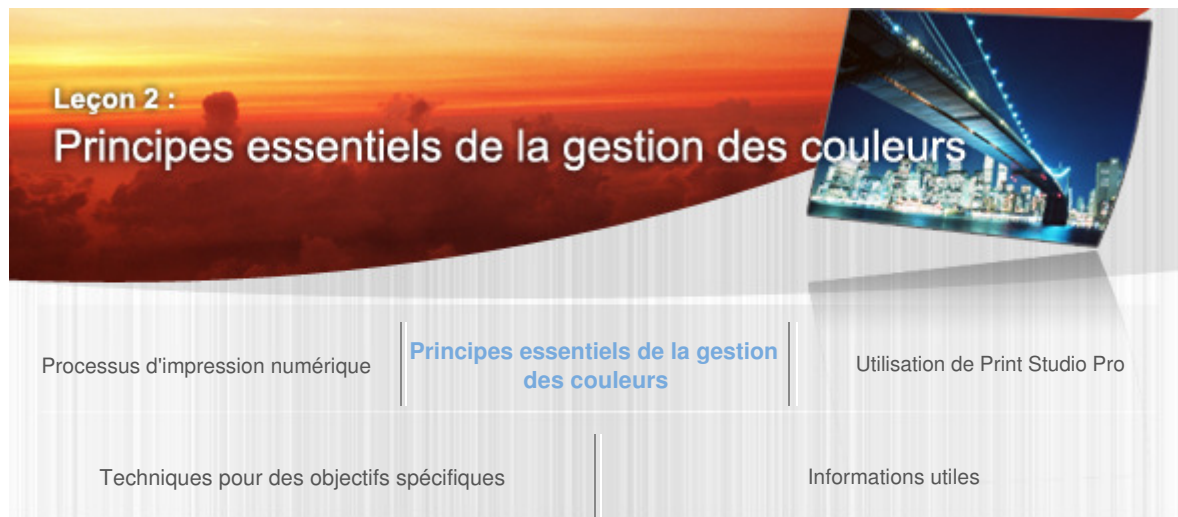 Leçon 2 :
Principes essentiels de la gestion des couleurs
Processus d'impression numérique
Principes essentiels de la gestion
des couleurs
Utilisation de Print Studio Pro
Techniques pour des objectifs spécifiques
Informations utiles